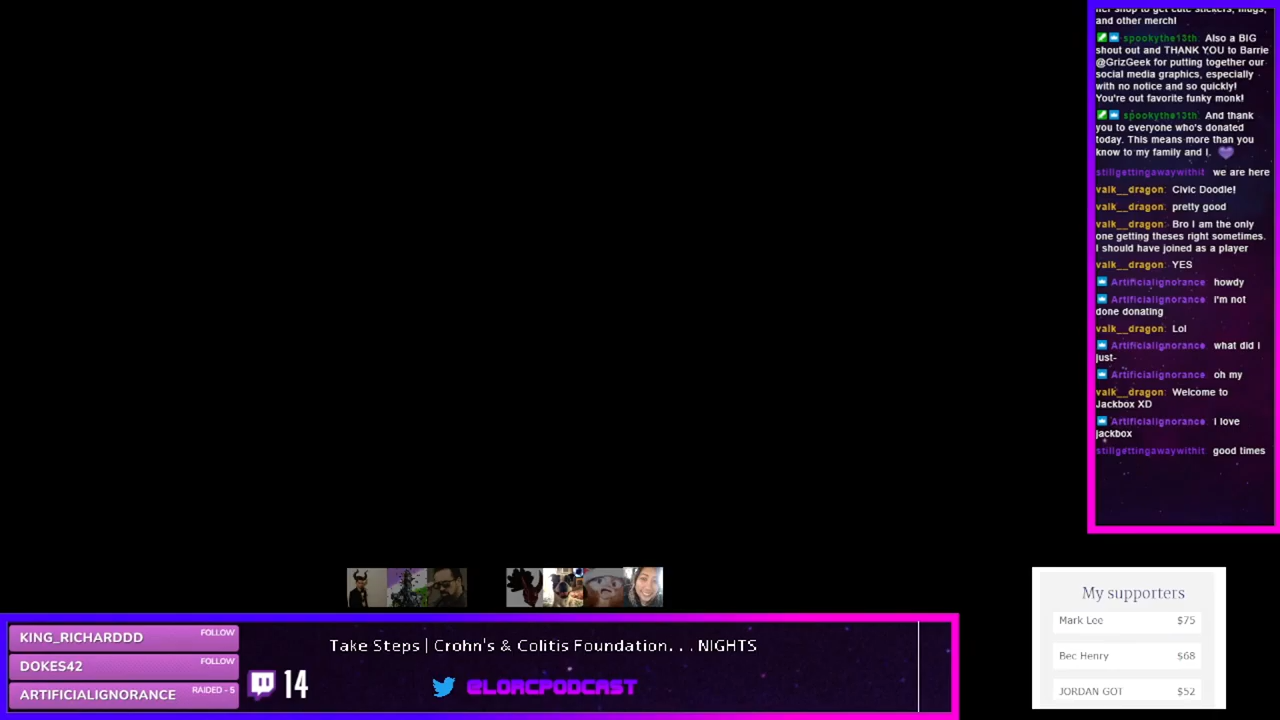 her shop to get cute stickers, mugs,
and other merch!
spookythe13th: Also a BIG
shout out and THANK YOU to Barrie
@GrizGeek for putting together our
social media graphics, especially
with no notice and so quickly!
You're out favorite funky monk!
spookythe13th: And thank
you to everyone who's donated
today. This means more than you
know to my family and I.
stillgettingawaywithit: we are here
valk__dragon: Civic Doodle!
valk__dragon: pretty good
valk__dragon: Bro I am the only
one getting theses right sometimes.
I should have joined as a player
valk__dragon: YES
Artificialignorance: howdy
Artificialignorance: I'm not
done donating
valk__dragon: Lol
Artificialignorance: what did I
just-
Artificialignorance: oh my
valk__dragon: Welcome to
Jackbox XD
Artificialignorance: I love
jackbox
stillgettingawaywithit: good times
My supporters
Mark Lee $75
Bec Henry $68
JORDAN GOT $52
KING_RICHARDDD FOLLOW
DOKES42 FOLLOW
ARTIFICIALIGNORANCE RAIDED - 5
14
Take Steps | Crohn's & Colitis Foundation. . . NIGHTS
@LORCPODCAST